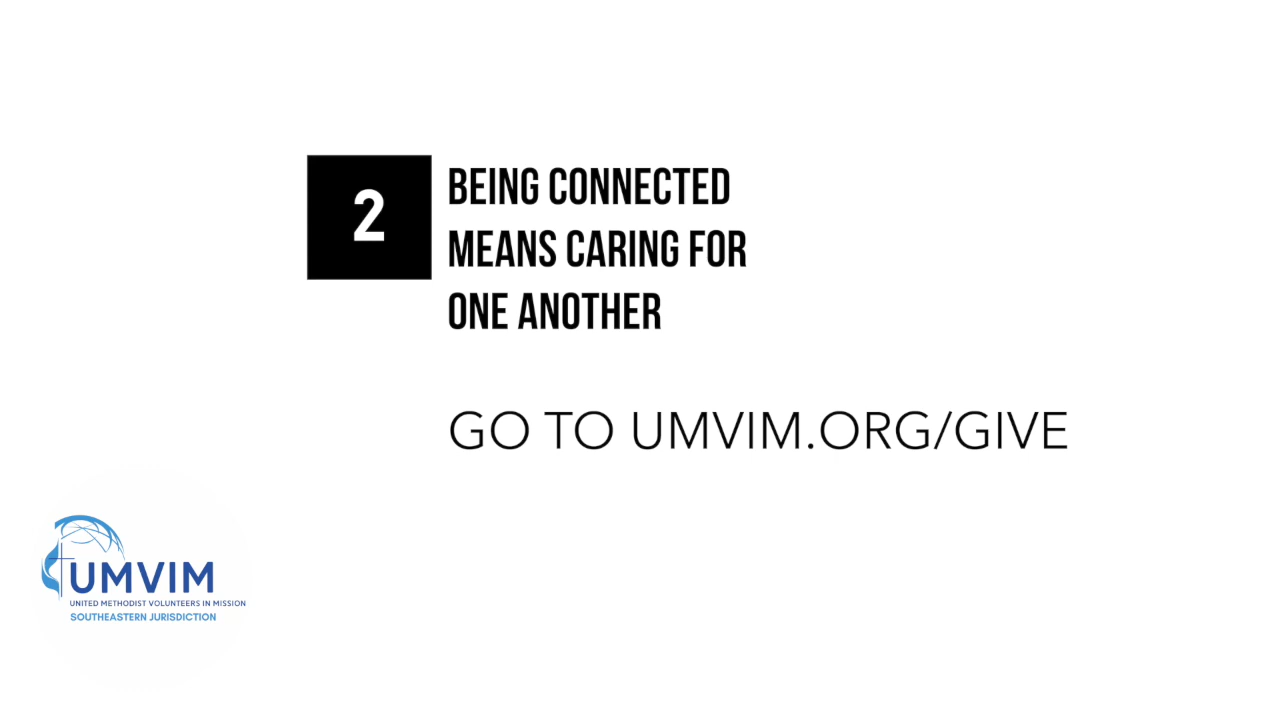 2
BEING CONNECTED
MEANS CARING FOR
ONE ANOTHER
GO TO UMVIM.ORG/GIVE
UMVIM
UNITED METHODIST VOLUNTEERS IN MISSION
SOUTHEASTERN JURISDICTION